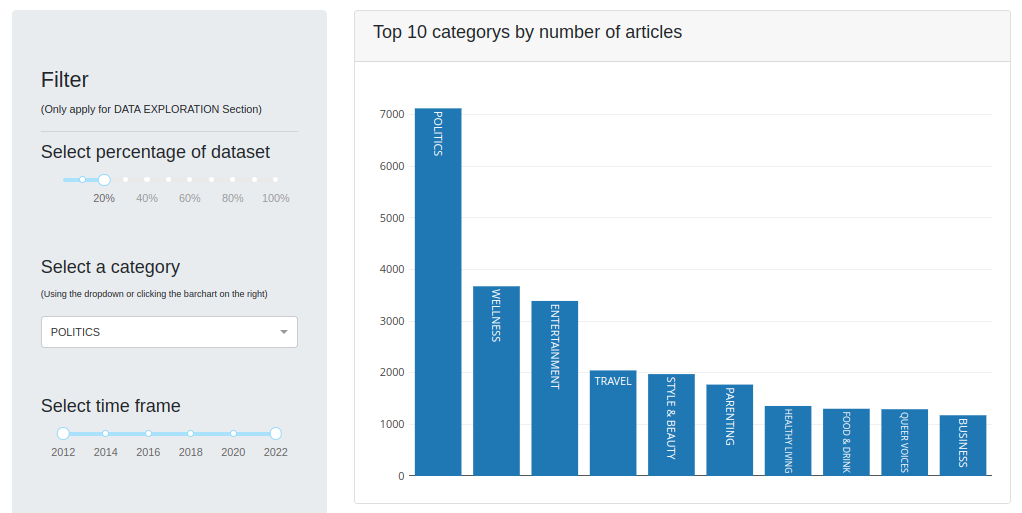 Filter
(Only apply for DATA EXPLORATION Section)
Select percentage of dataset
20% 40% 60% 80% 100%
Select a category
(Using the dropdown or clicking the barchart on the right)
POLITICS
Select time frame
2012 2014 2016 2018 2020 2022
Top 10 categorys by number of articles
7000
6000
5000
4000
3000
2000
1000
0
POLITICS
WELLNESS
ENTERTAINMENT
TRAVEL
STYLE & BEAUTY
PARENTING
HEALTHY LIVING
FOOD & DRINK
QUEER VOICES
BUSINESS